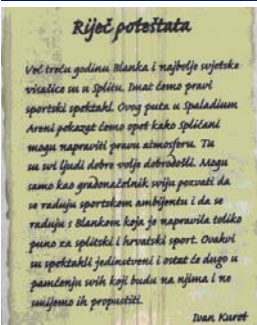 Riječ poteštata
Već treću godinu Blanka i najbolje svjetske
visašice su u Splitu. Imat ćemo pravi
sportski spektakl. Ovog puta u Spaladium
Areni pokazat ćemo opet kako Splićani
mogu napraviti pravu atmosferu. Tu
su svi ljudi dobre volje dobrodošli. Mogu
samo kao gradonačelnik sviju pozvati da
se raduju sportskom ambijentu i da se
raduju s Blankom koja je napravila toliko
puno za splitski i hrvatski sport. Ovakvi
su spektakli jedinstveni i ostat će dugo u
pamćenju svih koji budu na njima i ne
smijemo ih propustiti.
Ivan Kuret